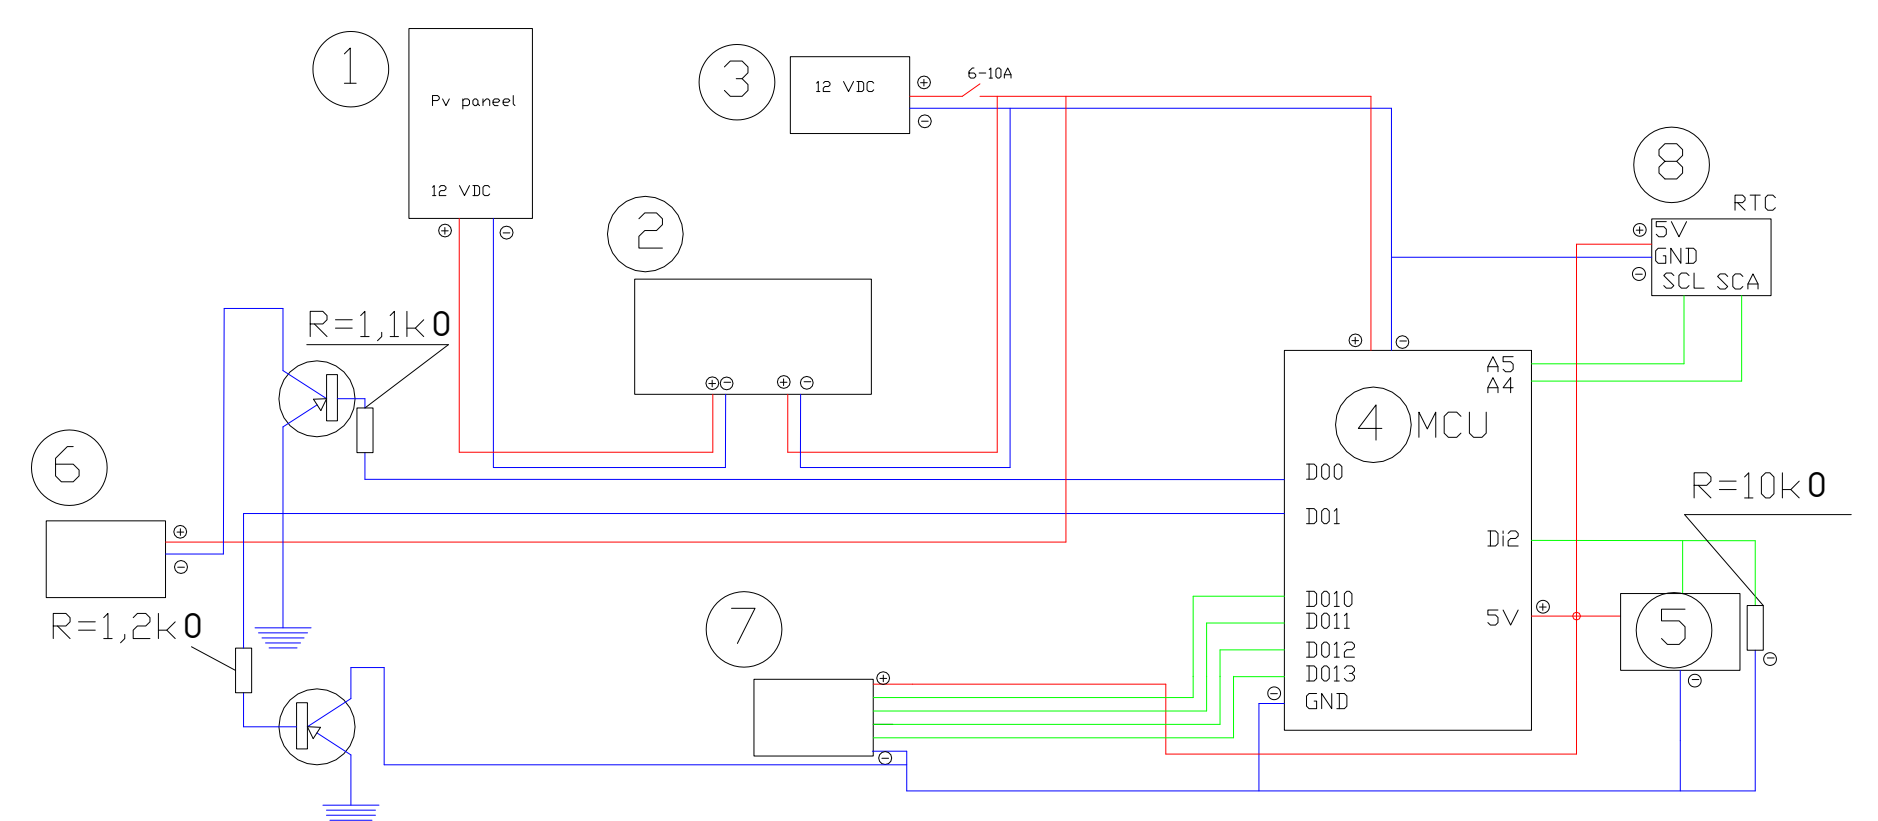 1
Pv paneel
12 VDC
2
3
12 VDC
6-10A
8
RTC
5V
GND
SCL SCA
R=1,1k0
A5
A4
4 MCU
D00
D01
Di2
R=10k0
6
R=1,2k0
7
D010
D011
D012
D013
GND
5V
5